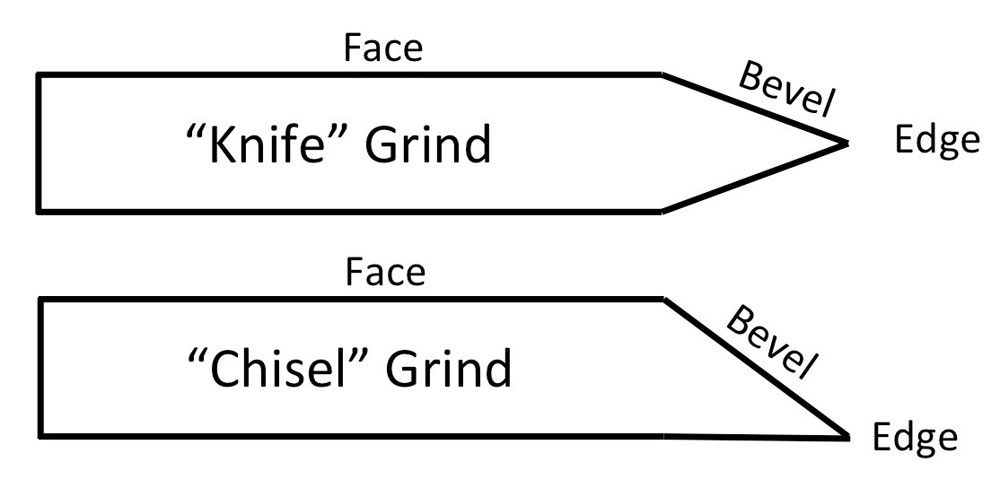 Face
Bevel
“Knife” Grind
Edge
Face
Bevel
“Chisel” Grind
Edge